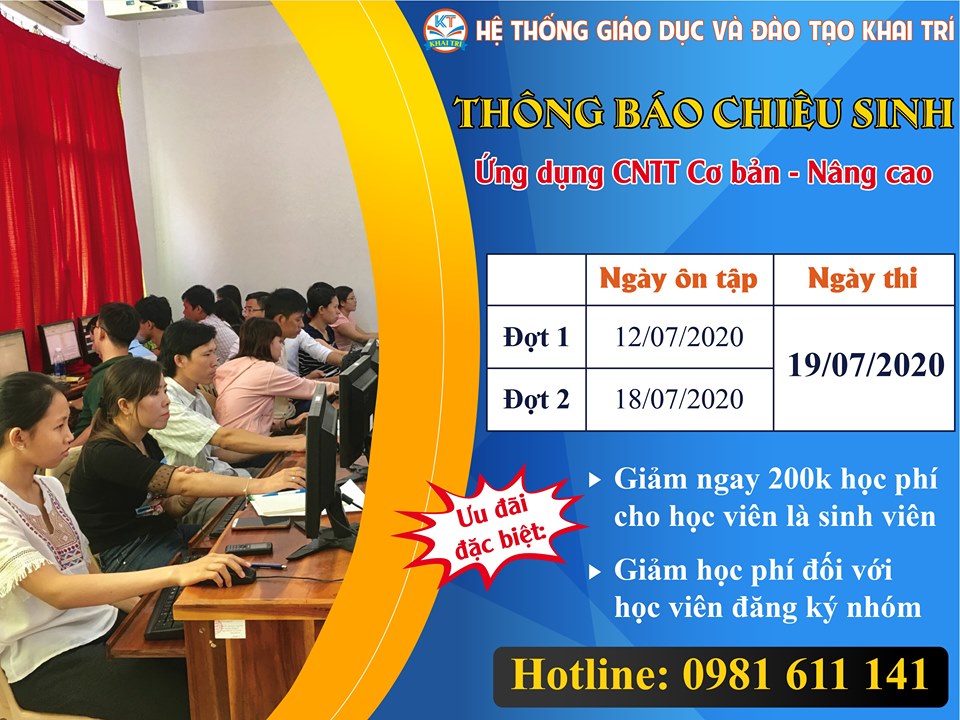 KT
KHAI TRÍ
HỆ THỐNG GIÁO DỤC VÀ ĐÀO TẠO KHAI TRÍ
THÔNG BÁO CHIÊU SINH
Ứng dụng CNTT Cơ bản - Nâng cao
Ngày ôn tập Ngày thi
Đợt 1 12/07/2020
19/07/2020
Đợt 2 18/07/2020
Ưu đãi
đặc biệt:
Giảm ngay 200k học phí
cho học viên là sinh viên
Giảm học phí đối với
học viên đăng ký nhóm
Hotline: 0981 611 141